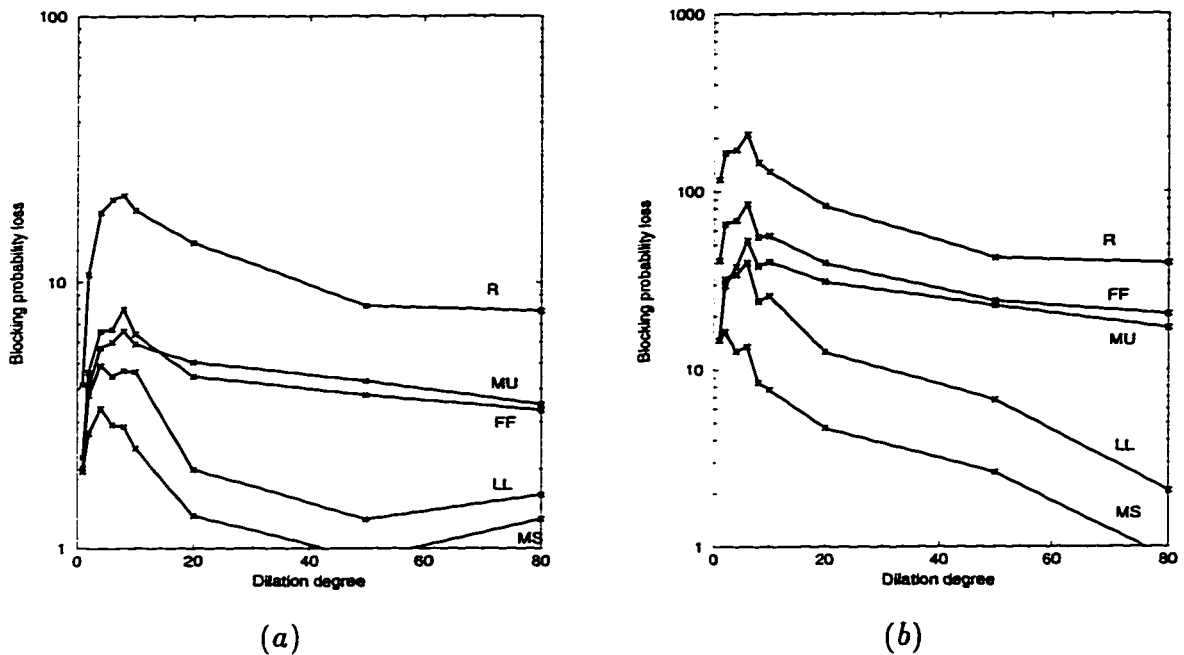 100
10
1
Blocking probability loss
R
MU
FF
LL
MS
0
20
40
60
80
Dilation degree
(a)
1000
100
10
1
Blocking probability loss
R
FF
MU
LL
MS
0
20
40
60
80
Dilation degree
(b)